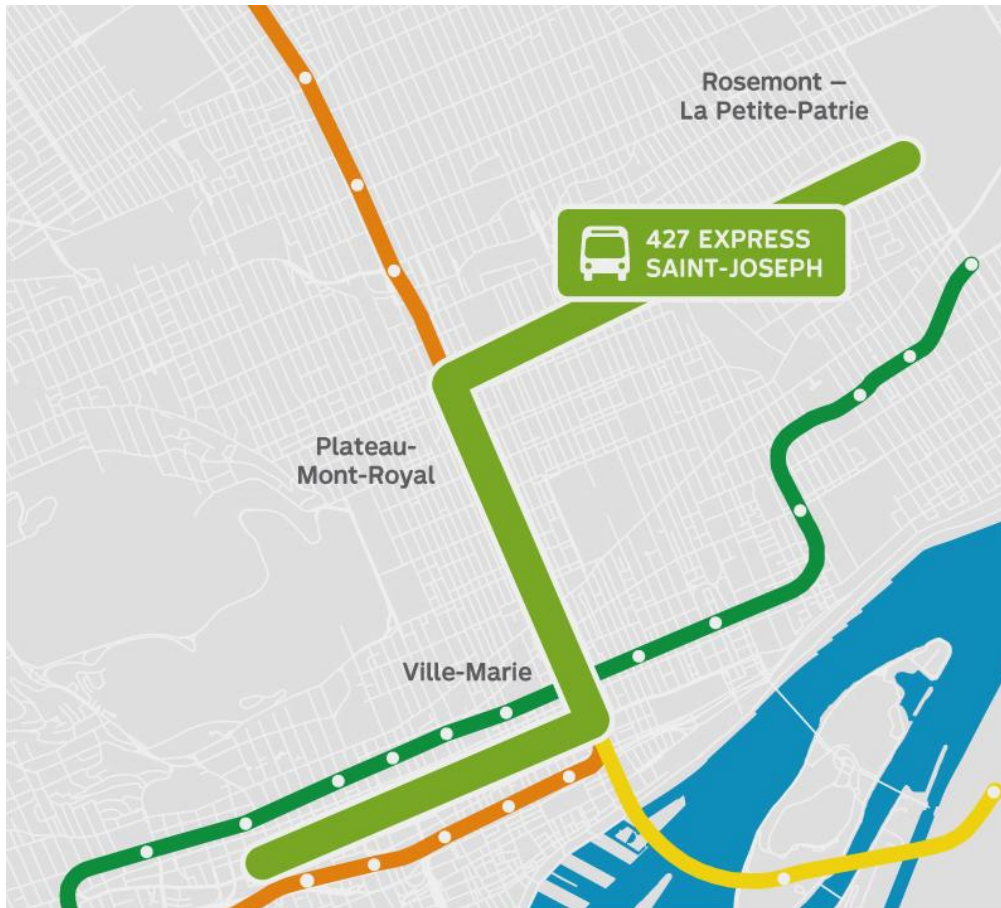 Rosemont –
La Petite-Patrie
427 EXPRESS
SAINT-JOSEPH
Plateau-
Mont-Royal
Ville-Marie